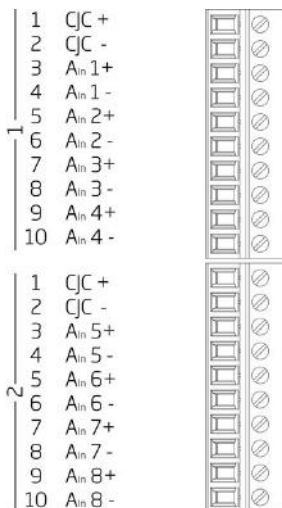 1 CJC +
2 CJC -
3 AIn 1+
4 AIn 1 -
5 AIn 2+
6 AIn 2 -
7 AIn 3+
8 AIn 3 -
9 AIn 4+
10 AIn 4 -
1
1 CJC +
2 CJC -
3 AIn 5+
4 AIn 5 -
5 AIn 6+
6 AIn 6 -
7 AIn 7+
8 AIn 7 -
9 AIn 8+
10 AIn 8 -
2